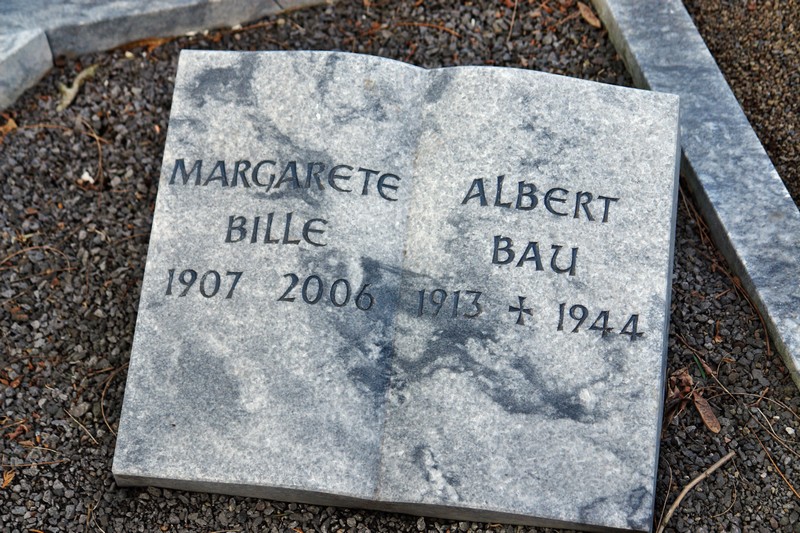 MARGARETE
BILLE
1907 2006
ALBERT
BAU
1913 ✝ 1944